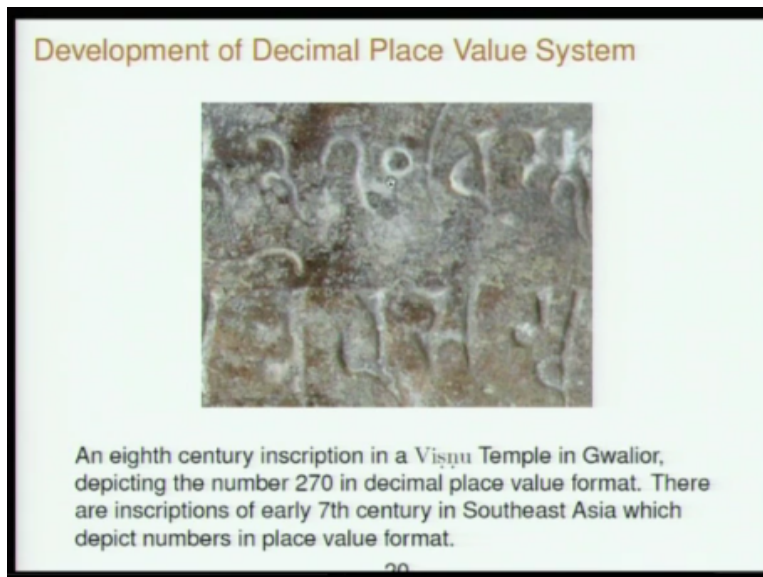 Development of Decimal Place Value System
२७०
An eighth century inscription in a Viṣṇu Temple in Gwalior,
depicting the number 270 in decimal place value format. There
are inscriptions of early 7th century in Southeast Asia which
depict numbers in place value format.